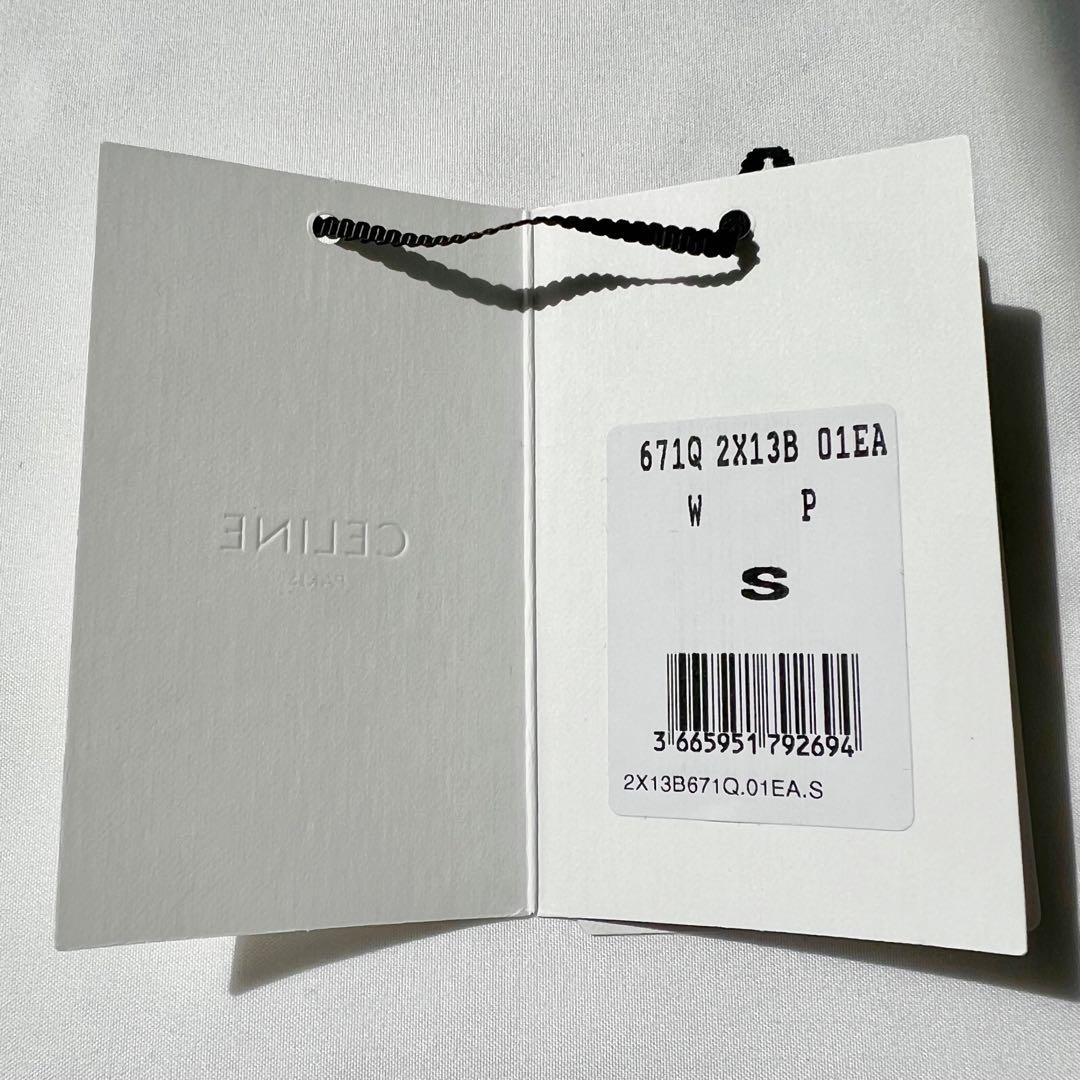 CELINE
PARIS
671Q 2X13B 01EA
W P
S
3 665951 792694
2X13B671Q.01EA.S